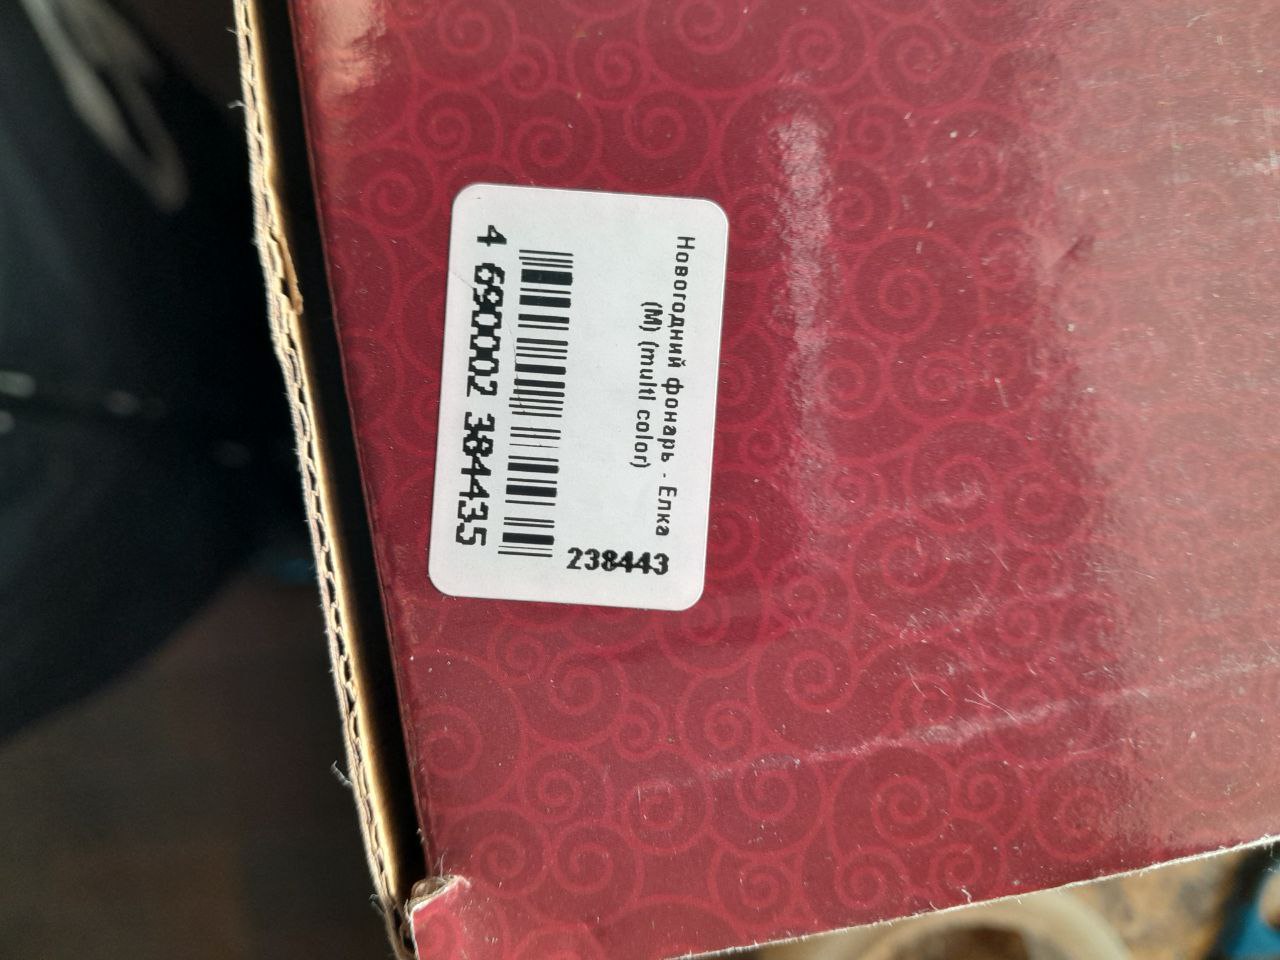 Новогодний фонарь - Елка
(M) (multi color)
238443
4 690002 384435